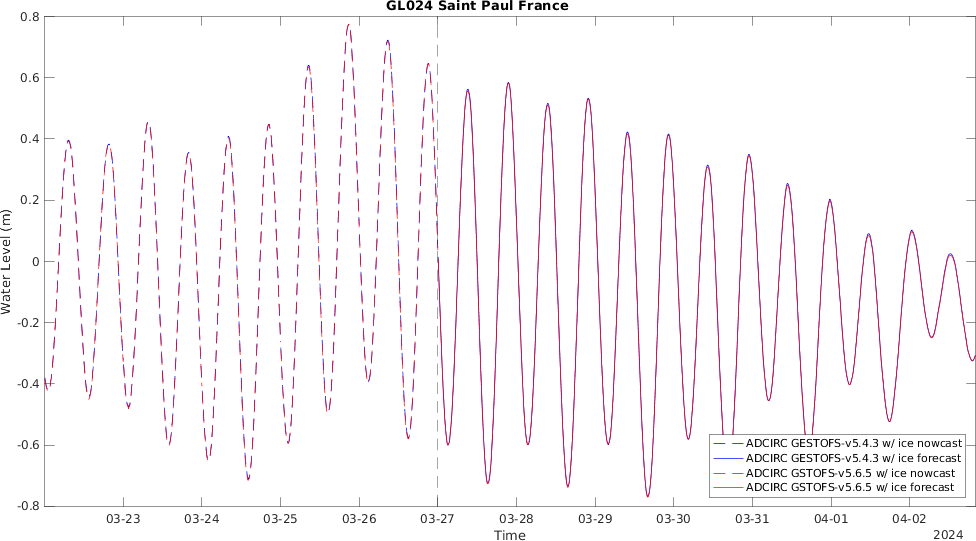 GL024 Saint Paul France
0.8
0.6
0.4
0.2
0
-0.2
-0.4
-0.6
-0.8
Water Level (m)
03-23 03-24 03-25 03-26 03-27 03-28 03-29 03-30 03-31 04-01 04-02
Time
2024
ADCIRC GESTOFS-v5.4.3 w/ ice nowcast
ADCIRC GESTOFS-v5.4.3 w/ ice forecast
ADCIRC GSTOFS-v5.6.5 w/ ice nowcast
ADCIRC GSTOFS-v5.6.5 w/ ice forecast